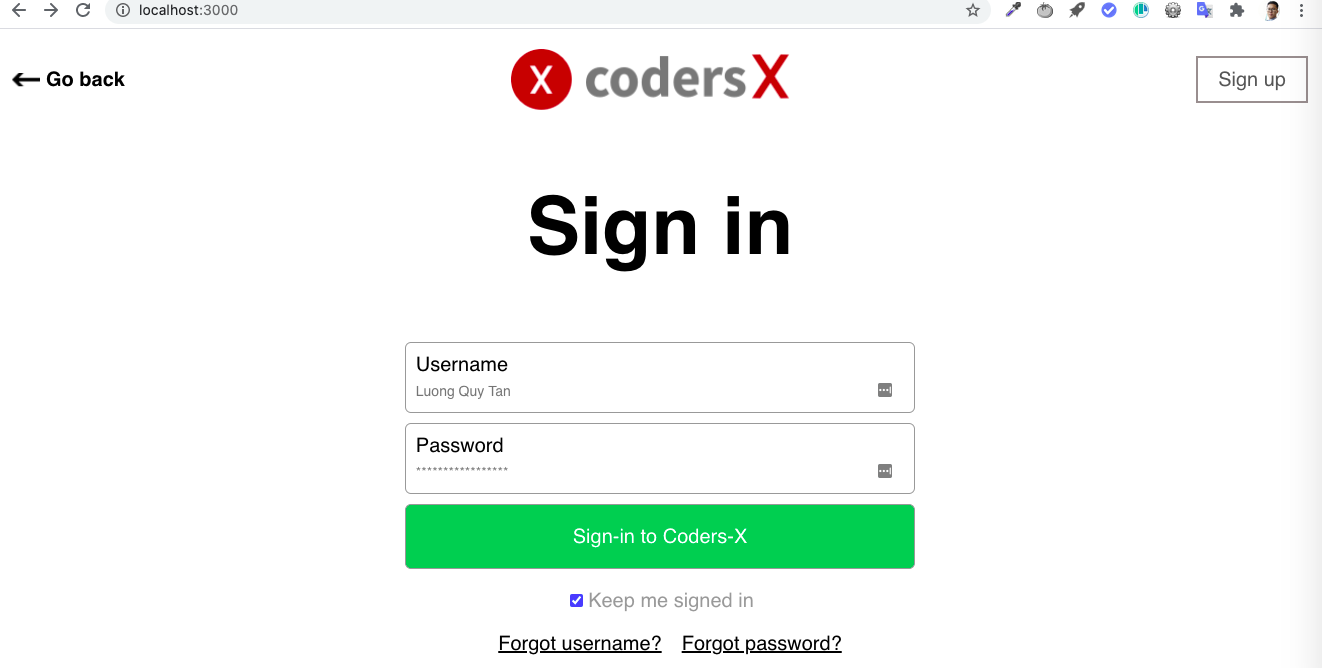 localhost:3000
Go back
X codersX
Sign up
Sign in
Username
Luong Quy Tan
Password
*****************
Sign-in to Coders-X
Keep me signed in
Forgot username? Forgot password?